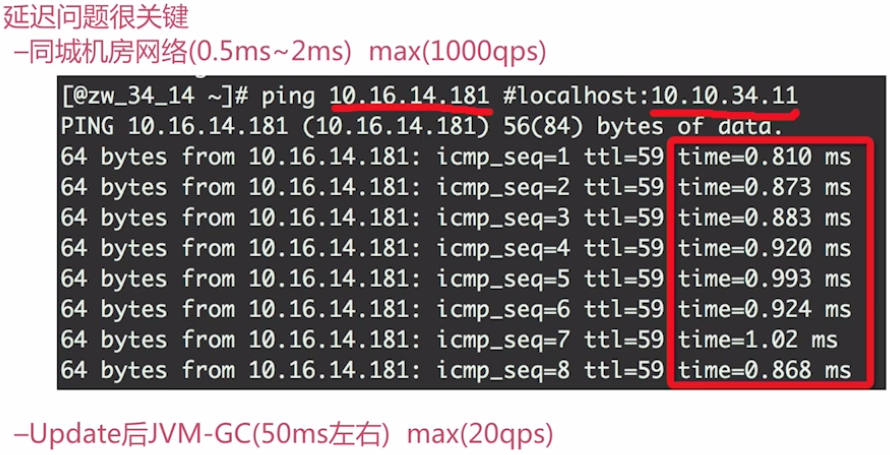 延迟问题很关键
–同城机房网络(0.5ms~2ms) max(1000qps)
[@zw_34_14 ~]# ping 10.16.14.181 #localhost:10.10.34.11
PING 10.16.14.181 (10.16.14.181) 56(84) bytes of data.
64 bytes from 10.16.14.181: icmp_seq=1 ttl=59 time=0.810 ms
64 bytes from 10.16.14.181: icmp_seq=2 ttl=59 time=0.873 ms
64 bytes from 10.16.14.181: icmp_seq=3 ttl=59 time=0.883 ms
64 bytes from 10.16.14.181: icmp_seq=4 ttl=59 time=0.920 ms
64 bytes from 10.16.14.181: icmp_seq=5 ttl=59 time=0.993 ms
64 bytes from 10.16.14.181: icmp_seq=6 ttl=59 time=0.924 ms
64 bytes from 10.16.14.181: icmp_seq=7 ttl=59 time=1.02 ms
64 bytes from 10.16.14.181: icmp_seq=8 ttl=59 time=0.868 ms
–Update后JVM-GC(50ms左右) max(20qps)